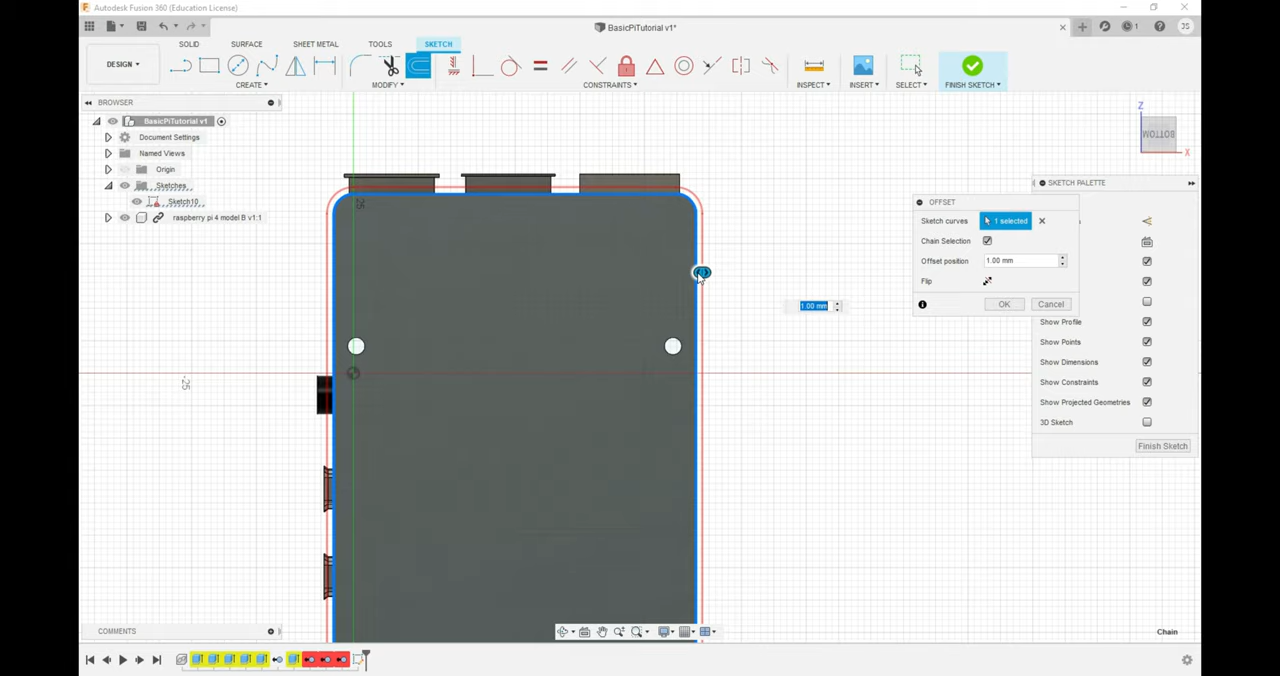 Autodesk Fusion 360 (Education License)
BasicPiTutorial v1*
1
JS
DESIGN
SOLID
SURFACE
SHEET METAL
TOOLS
SKETCH
CREATE
MODIFY
CONSTRAINTS
INSPECT
INSERT
SELECT
FINISH SKETCH
BROWSER
BasicPiTutorial v1
Document Settings
Named Views
Origin
Sketches
Sketch10
raspberry pi 4 model B v1:1
Z
BOTTOM
X
SKETCH PALETTE
OFFSET
Sketch curves
1 selected
Chain Selection
Offset position
1.00 mm
Flip
OK
Cancel
Show Profile
Show Points
Show Dimensions
Show Constraints
Show Projected Geometries
3D Sketch
Finish Sketch
25
-25
1.00 mm
COMMENTS
Chain